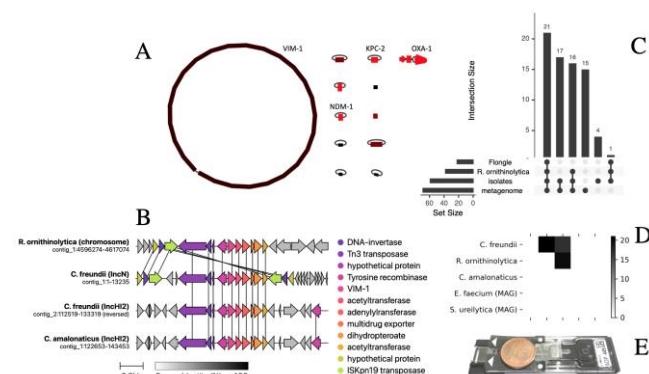 A
VIM-1
KPC-2
OXA-1
NDM-1
C
Intersection Size
20
15
10
5
0
21
17
16
15
4
1
Flongle
R. ornithinolytica
isolates
metagenome
60 40 20 0
Set Size
B
R. ornithinolytica (chromosome)
contig_1:4596274-4617074
C. freundii (IncN)
contig_1:1-13235
C. freundii (IncHI2)
contig_2:112519-133319 (reversed)
C. amalonaticus (IncHI2)
contig_1122653-143453
DNA-invertase
Tn3 transposase
hypothetical protein
Tyrosine recombinase
VIM-1
acetyltransferase
adenylyltransferase
multidrug exporter
dihydropteroate
acetyltransferase
hypothetical protein
ISKpn19 transposase
D
C. freundii
R. ornithinolytica
C. amalonaticus
E. faecium (MAG)
S. ureilytica (MAG)
20
15
10
5
0
E